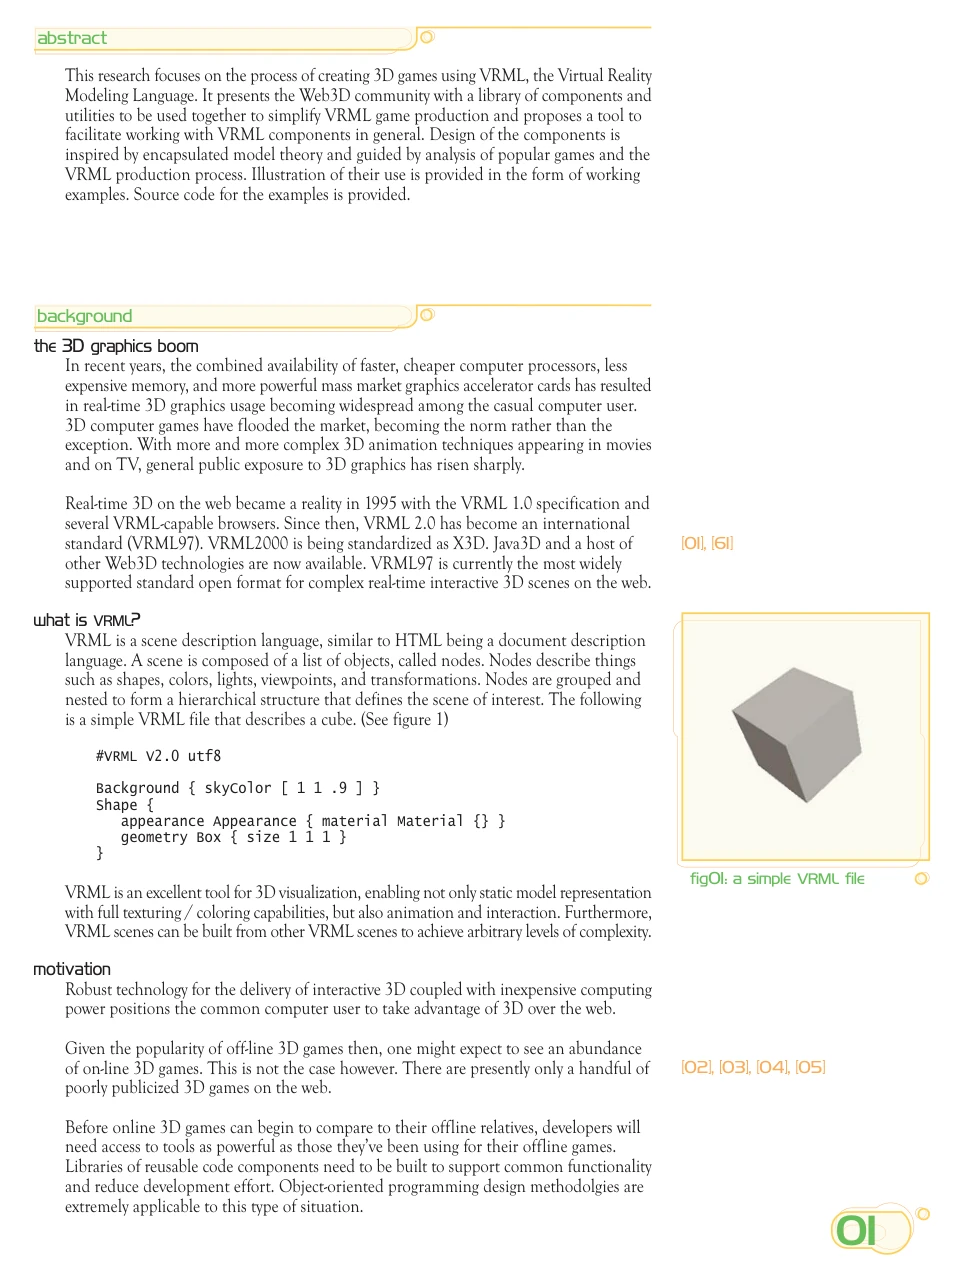 abstract
This research focuses on the process of creating 3D games using VRML, the Virtual Reality
Modeling Language. It presents the Web3D community with a library of components and
utilities to be used together to simplify VRML game production and proposes a tool to
facilitate working with VRML components in general. Design of the components is
inspired by encapsulated model theory and guided by analysis of popular games and the
VRML production process. Illustration of their use is provided in the form of working
examples. Source code for the examples is provided.
background
the 3D graphics boom
In recent years, the combined availability of faster, cheaper computer processors, less
expensive memory, and more powerful mass market graphics accelerator cards has resulted
in real-time 3D graphics usage becoming widespread among the casual computer user.
3D computer games have flooded the market, becoming the norm rather than the
exception. With more and more complex 3D animation techniques appearing in movies
and on TV, general public exposure to 3D graphics has risen sharply.
Real-time 3D on the web became a reality in 1995 with the VRML 1.0 specification and
several VRML-capable browsers. Since then, VRML 2.0 has become an international
standard (VRML97). VRML2000 is being standardized as X3D. Java3D and a host of
other Web3D technologies are now available. VRML97 is currently the most widely
supported standard open format for complex real-time interactive 3D scenes on the web.
[01], [61]
what is VRML?
VRML is a scene description language, similar to HTML being a document description
language. A scene is composed of a list of objects, called nodes. Nodes describe things
such as shapes, colors, lights, viewpoints, and transformations. Nodes are grouped and
nested to form a hierarchical structure that defines the scene of interest. The following
is a simple VRML file that describes a cube. (See figure 1)
#VRML V2.0 utf8
Background { skyColor [ 1 1 .9 ] }
Shape {
appearance Appearance { material Material {} }
geometry Box { size 1 1 1 }
}
fig01: a simple VRML file
VRML is an excellent tool for 3D visualization, enabling not only static model representation
with full texturing / coloring capabilities, but also animation and interaction. Furthermore,
VRML scenes can be built from other VRML scenes to achieve arbitrary levels of complexity.
motivation
Robust technology for the delivery of interactive 3D coupled with inexpensive computing
power positions the common computer user to take advantage of 3D over the web.
Given the popularity of off-line 3D games then, one might expect to see an abundance
of on-line 3D games. This is not the case however. There are presently only a handful of
poorly publicized 3D games on the web.
[02], [03], [04], [05]
Before online 3D games can begin to compare to their offline relatives, developers will
need access to tools as powerful as those they've been using for their offline games.
Libraries of reusable code components need to be built to support common functionality
and reduce development effort. Object-oriented programming design methodolgies are
extremely applicable to this type of situation.
01